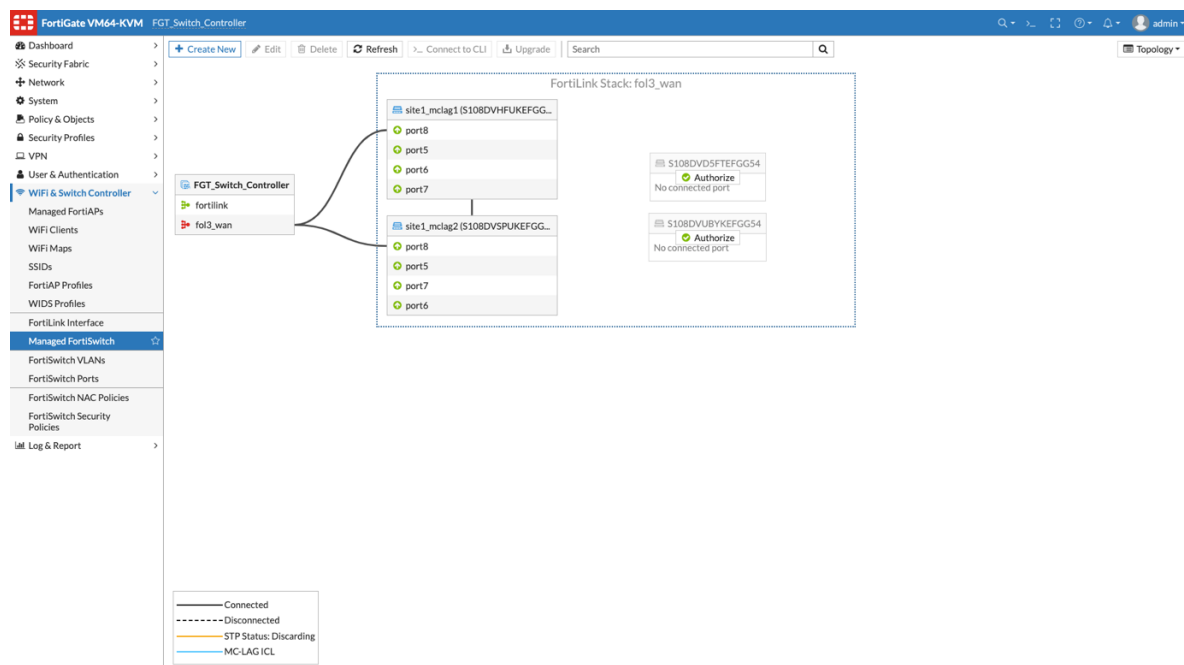 FortiGate VM64-KVM
FGT_Switch_Controller
admin
Dashboard
Security Fabric
Network
System
Policy & Objects
Security Profiles
VPN
User & Authentication
WiFi & Switch Controller
Managed FortiAPs
WiFi Clients
WiFi Maps
SSIDs
FortiAP Profiles
WIDS Profiles
FortiLink Interface
Managed FortiSwitch
FortiSwitch VLANs
FortiSwitch Ports
FortiSwitch NAC Policies
FortiSwitch Security
Policies
Log & Report
+ Create New
Edit
Delete
Refresh
>_ Connect to CLI
Upgrade
Search
Topology
FortiLink Stack: fol3_wan
FGT_Switch_Controller
fortilink
fol3_wan
site1_mclag1 (S108DVHFUKEFGG...
port8
port5
port6
port7
site1_mclag2 (S108DVSPUKEFGG...
port8
port5
port7
port6
S108DVD5FTEFGG54
Authorize
No connected port
S108DVUBYKEFGG54
Authorize
No connected port
Connected
Disconnected
STP Status: Discarding
MC-LAG ICL